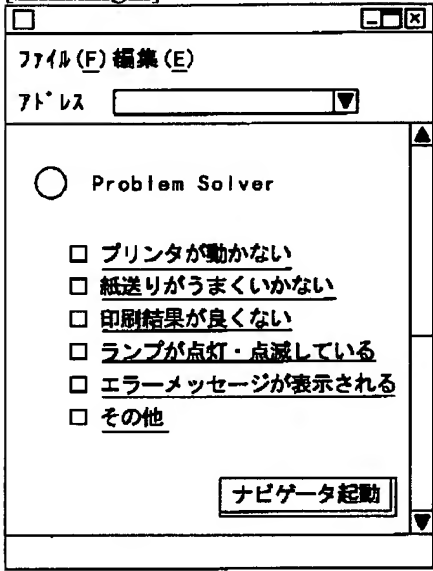 ファイル(F) 編集(E)
アドレス
Problem Solver
プリンタが動かない
紙送りがうまくいかない
印刷結果が良くない
ランプが点灯・点滅している
エラーメッセージが表示される
その他
ナビゲータ起動